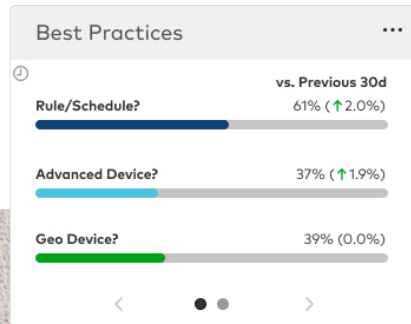 Best Practices
vs. Previous 30d
Rule/Schedule? 61% (↑2.0%)
Advanced Device? 37% (↑1.9%)
Geo Device? 39% (0.0%)